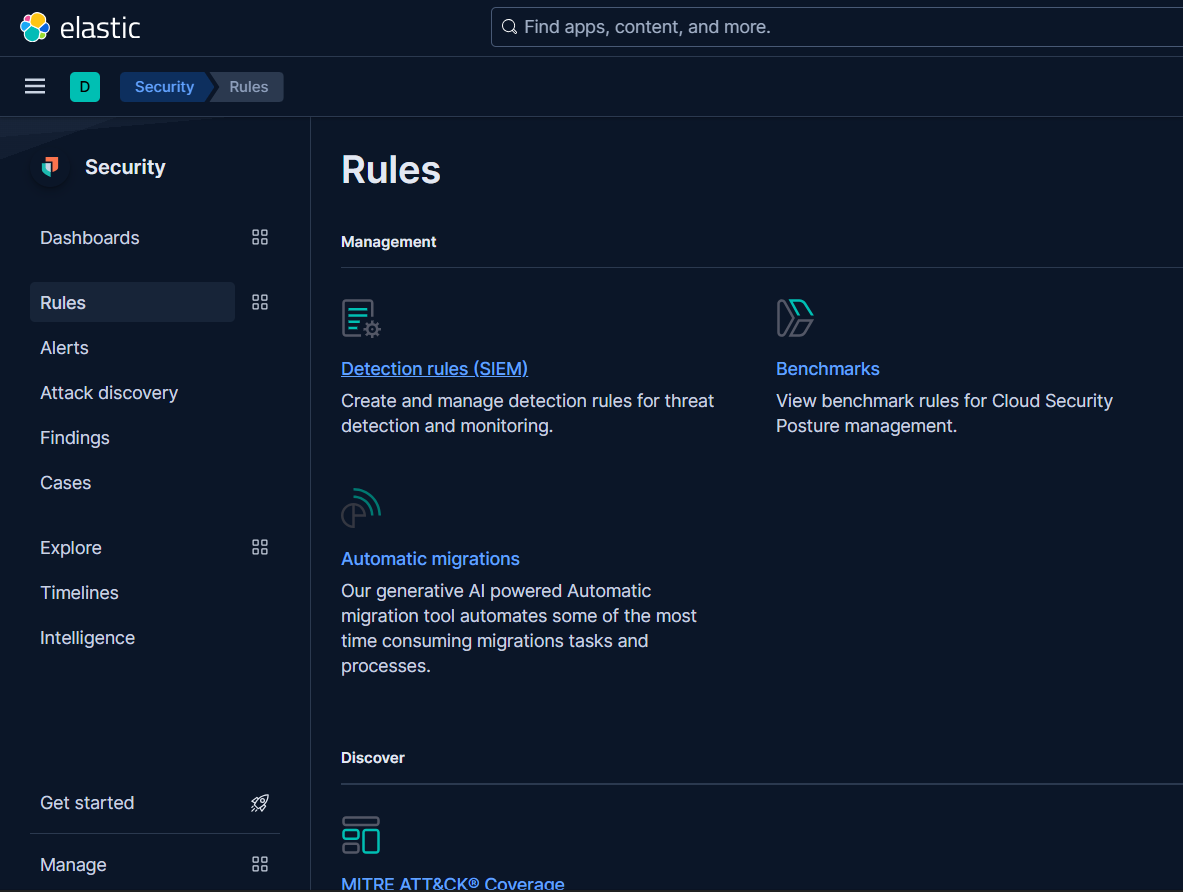 elastic
Find apps, content, and more.
D
Security
Rules
Security
Dashboards
Rules
Alerts
Attack discovery
Findings
Cases
Explore
Timelines
Intelligence
Get started
Manage
Rules
Management
Detection rules (SIEM)
Create and manage detection rules for threat
detection and monitoring.
Benchmarks
View benchmark rules for Cloud Security
Posture management.
Automatic migrations
Our generative AI powered Automatic
migration tool automates some of the most
time consuming migrations tasks and
processes.
Discover
MITRE ATT&CK® Coverage